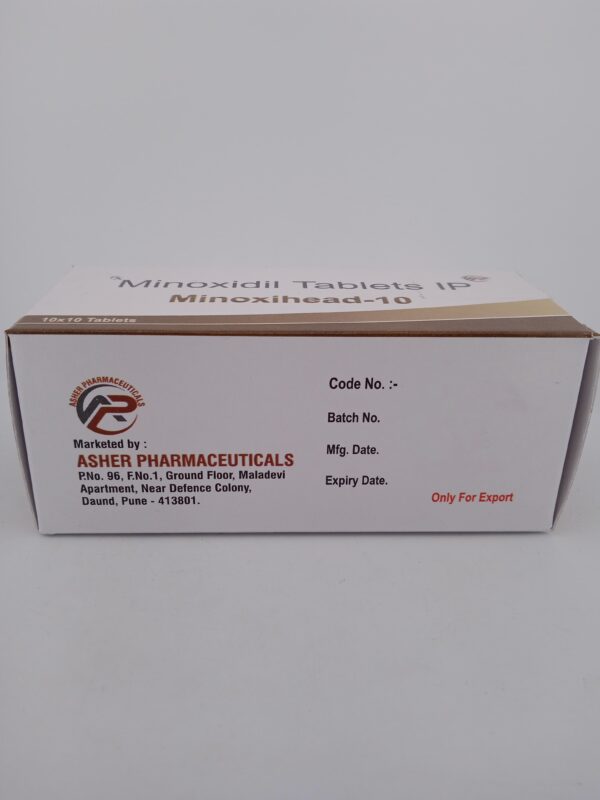 Minoxidil Tablets IP
Minoxihead-10
10x10 Tablets
ASHER PHARMACEUTICALS
Marketed by :
ASHER PHARMACEUTICALS
P.No. 96, F.No.1, Ground Floor, Maladevi
Apartment, Near Defence Colony,
Daund, Pune - 413801.
Code No. :-
Batch No.
Mfg. Date.
Expiry Date.
Only For Export